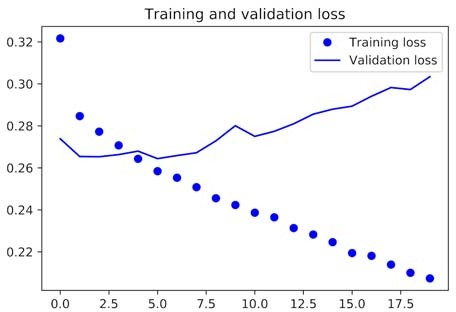 Training and validation loss
Training loss
Validation loss
0.32
0.30
0.28
0.26
0.24
0.22
0.0 2.5 5.0 7.5 10.0 12.5 15.0 17.5